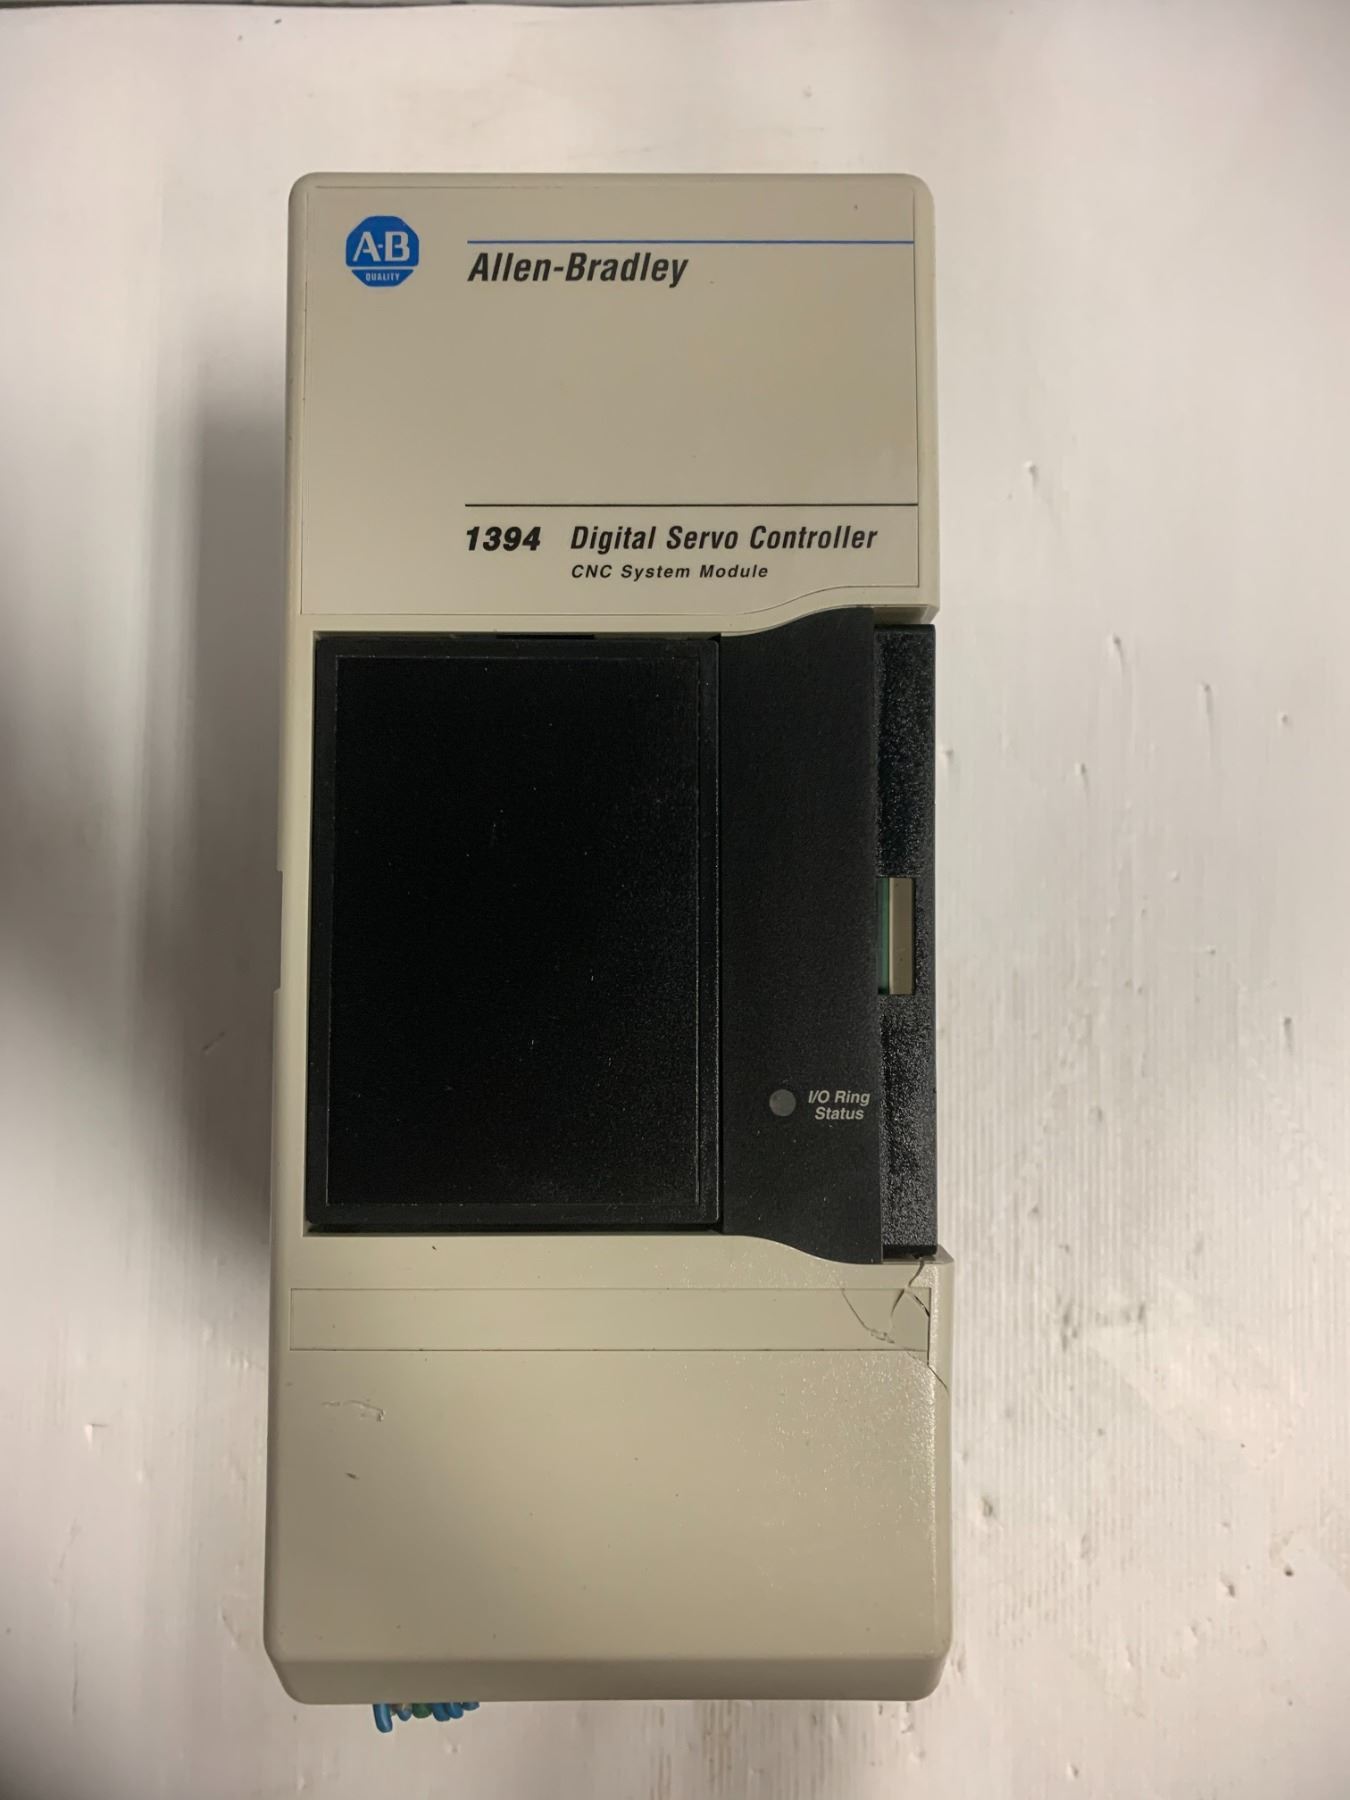 A-B
QUALITY
Allen-Bradley
1394 Digital Servo Controller
CNC System Module
I/O Ring
Status